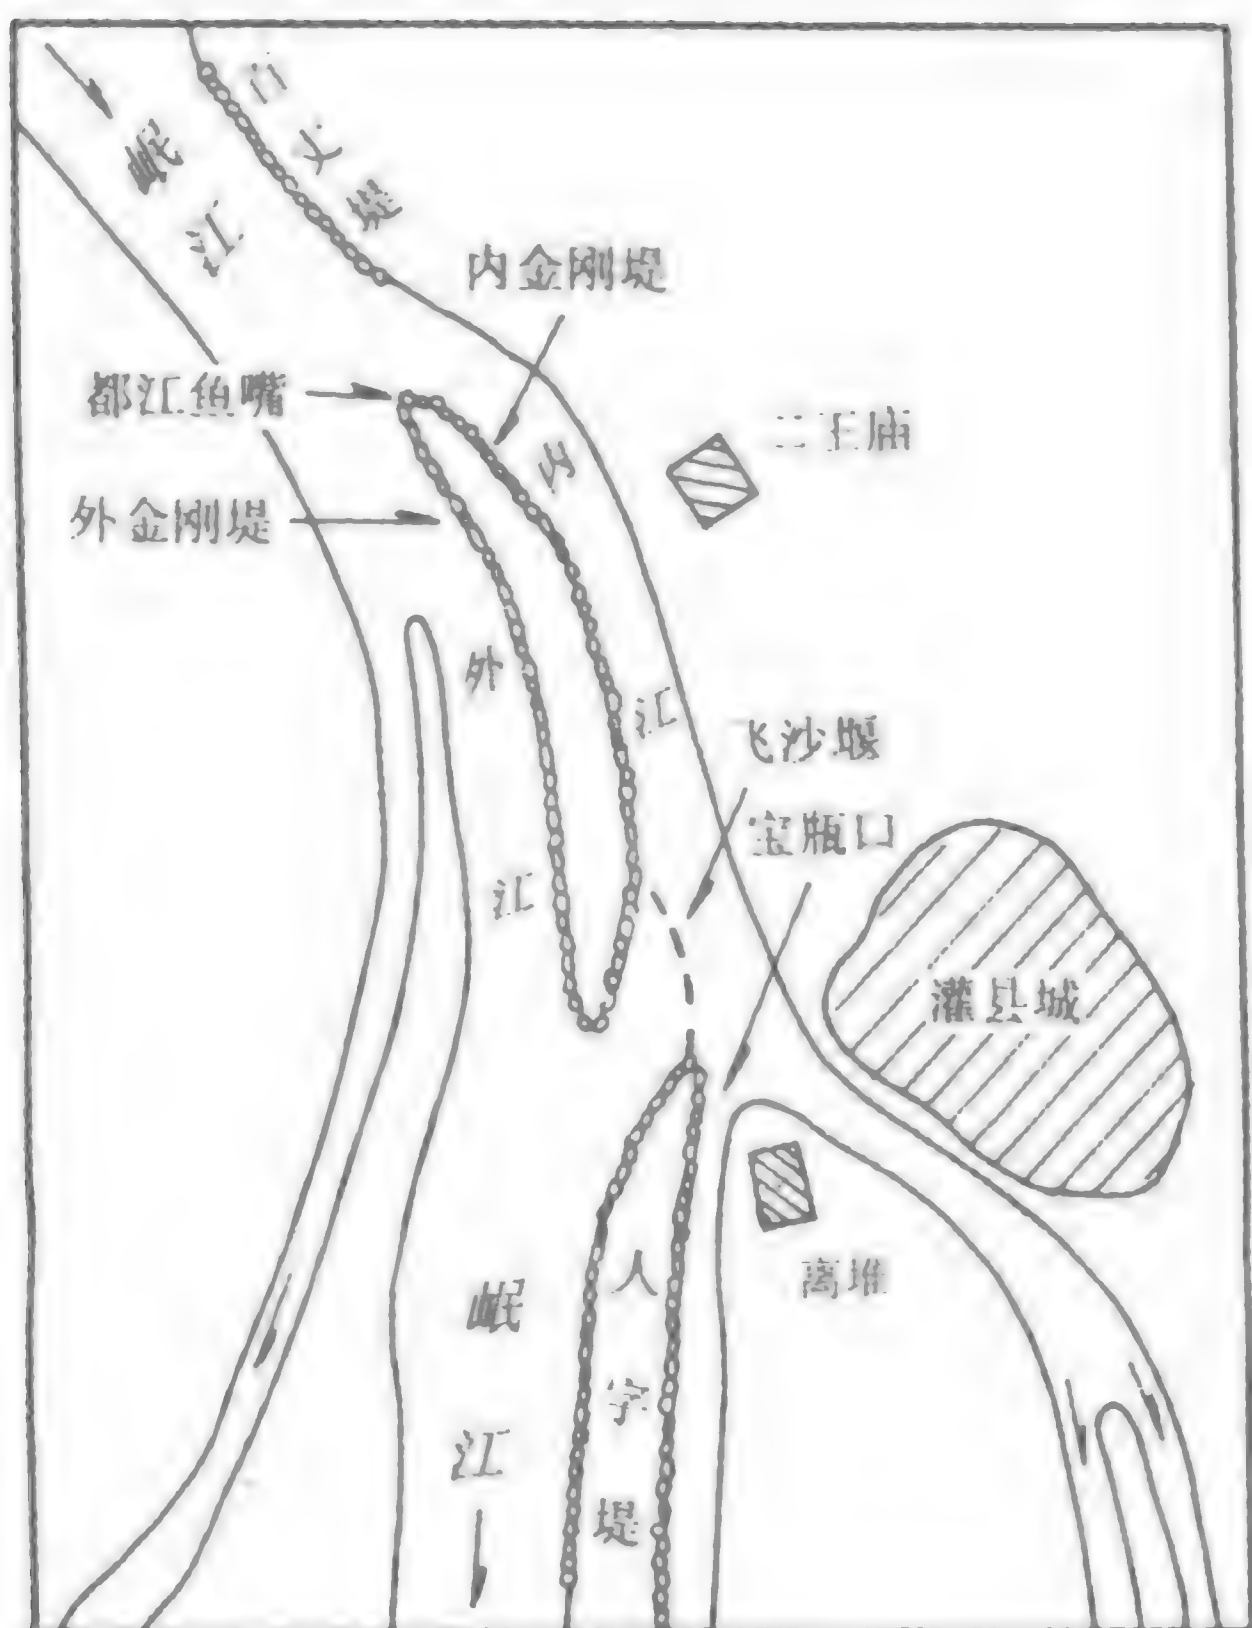 岷江
百丈堤
内金刚堤
都江鱼嘴
二王庙
外金刚堤
内江
外江
飞沙堰
宝瓶口
灌县城
离堆
岷江
人字堤